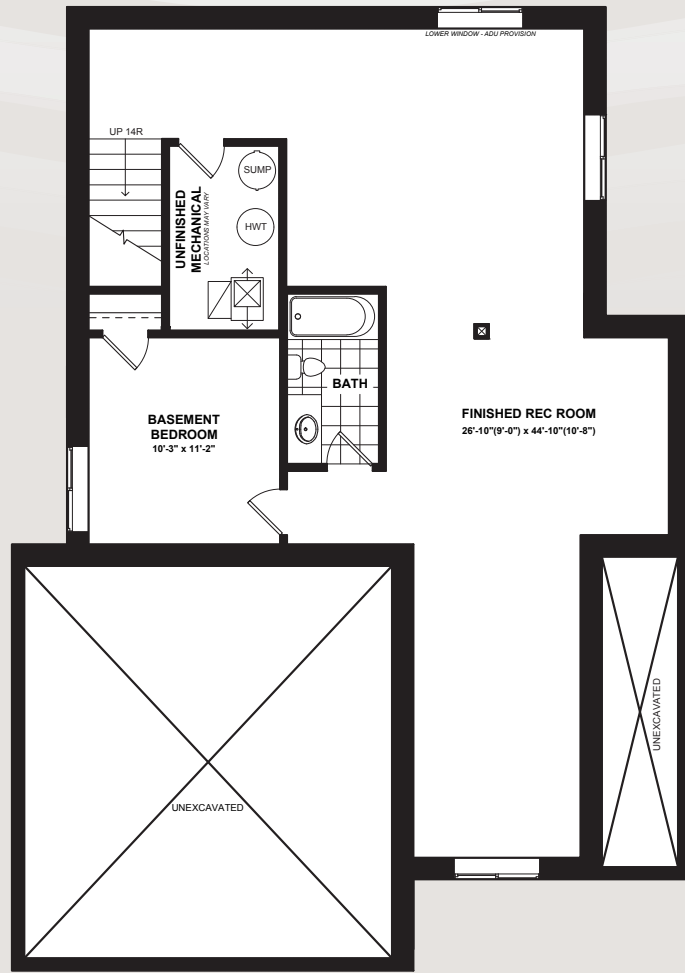 LOWER WINDOW - ADU PROVISION
UP 14R
SUMP
HWT
UNFINISHED
MECHANICAL
LOCATIONS MAY VARY
BATH
BASEMENT
BEDROOM
10'-3" x 11'-2"
FINISHED REC ROOM
26'-10"(9'-0") x 44'-10"(10'-8")
UNEXCAVATED
UNEXCAVATED